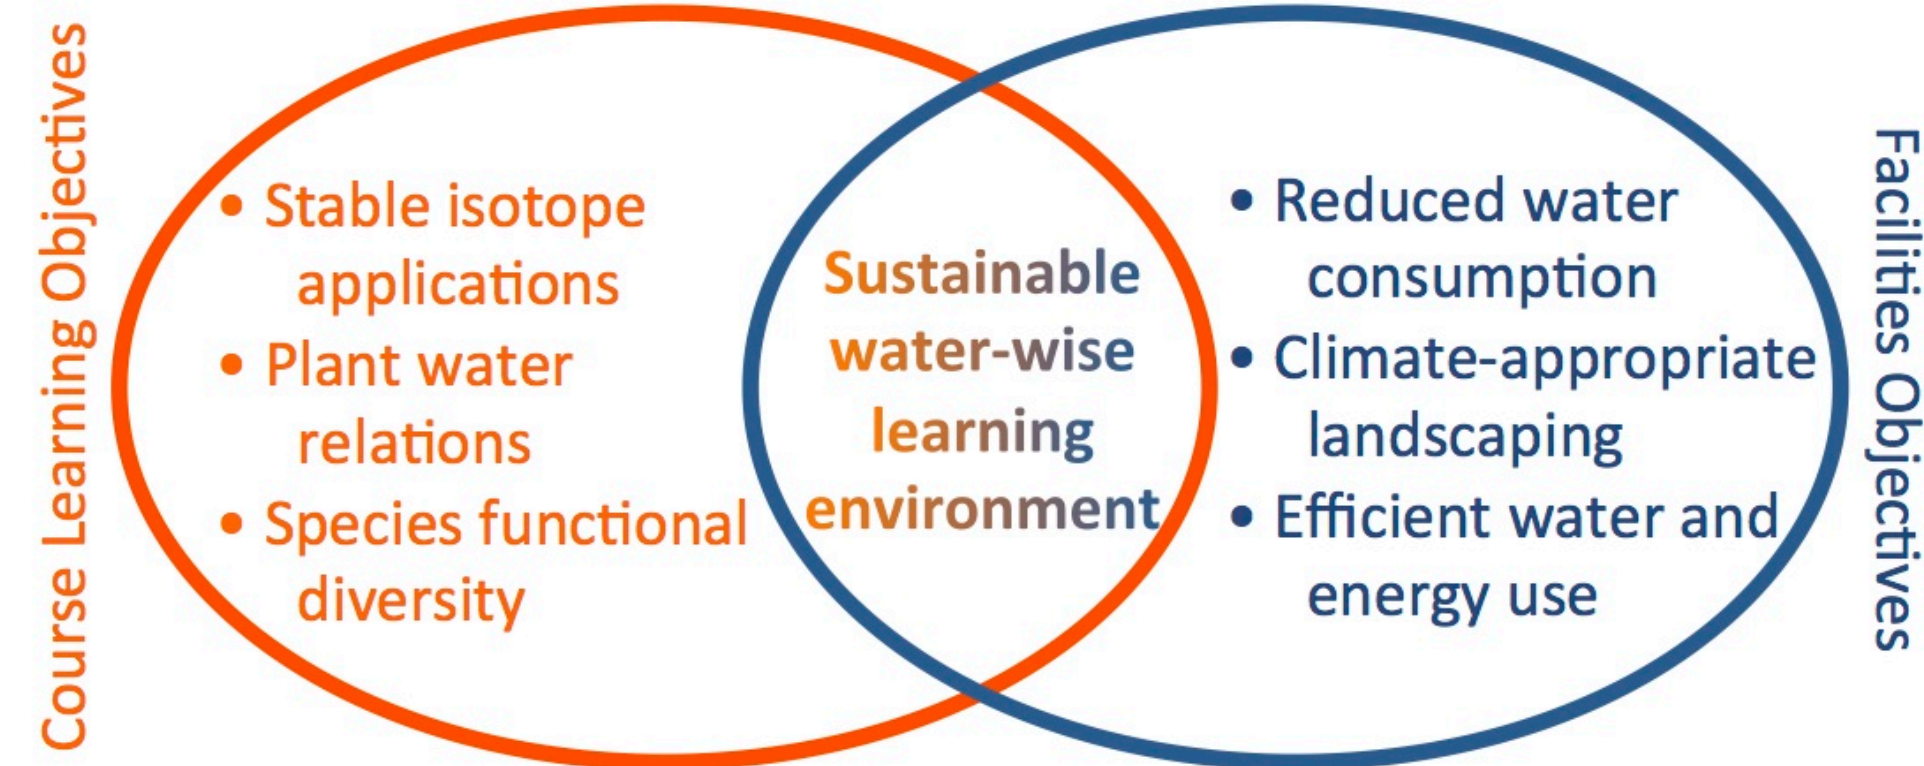 Course Learning Objectives
• Stable isotope
applications
• Plant water
relations
• Species functional
diversity
Sustainable
water-wise
learning
environment
• Reduced water
consumption
• Climate-appropriate
landscaping
• Efficient water and
energy use
Facilities Objectives